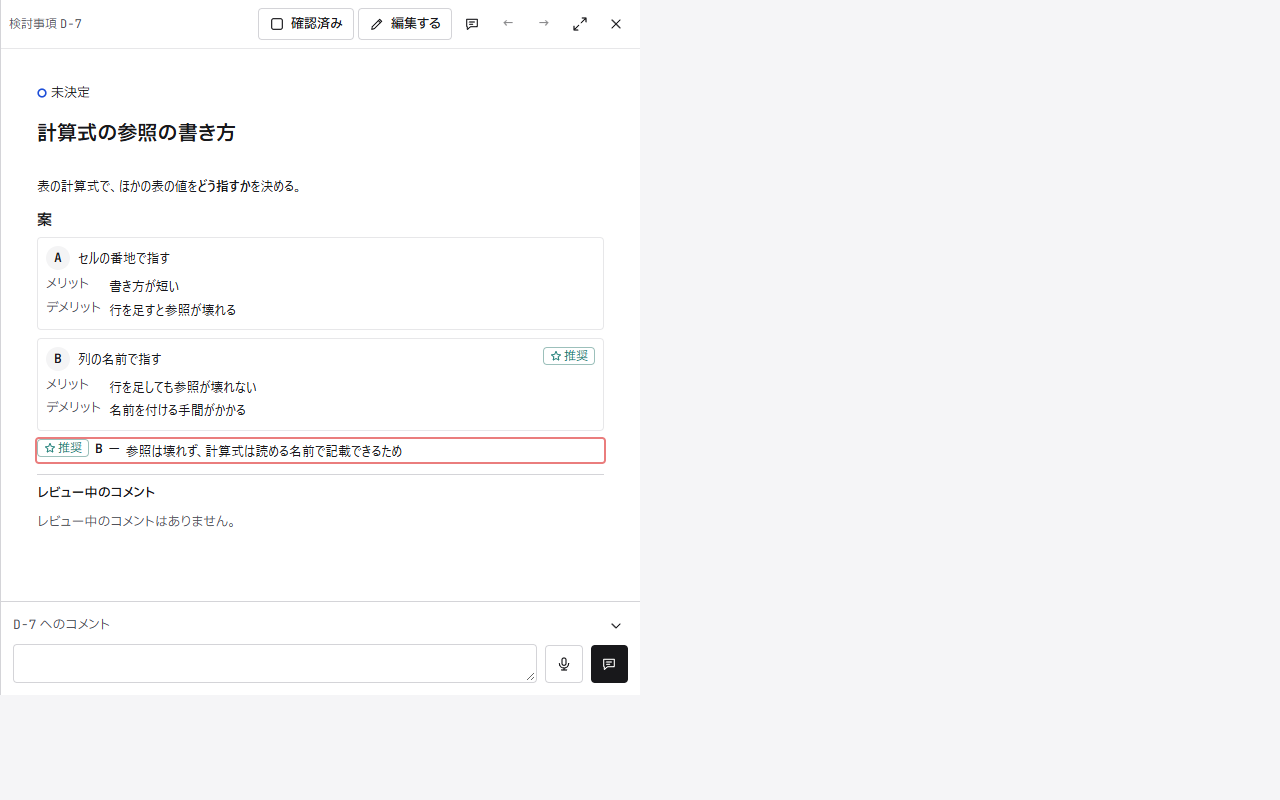 検討事項 D-7
確認済み
編集する
未決定
計算式の参照の書き方
表の計算式で、ほかの表の値をどう指すかを決める。
案
A セルの番地で指す
メリット 書き方が短い
デメリット 行を足すと参照が壊れる
B 列の名前で指す 推奨
メリット 行を足しても参照が壊れない
デメリット 名前を付ける手間がかかる
推奨 B — 参照は壊れず、計算式は読める名前で記載できるため
レビュー中のコメント
レビュー中のコメントはありません。
D-7 へのコメント